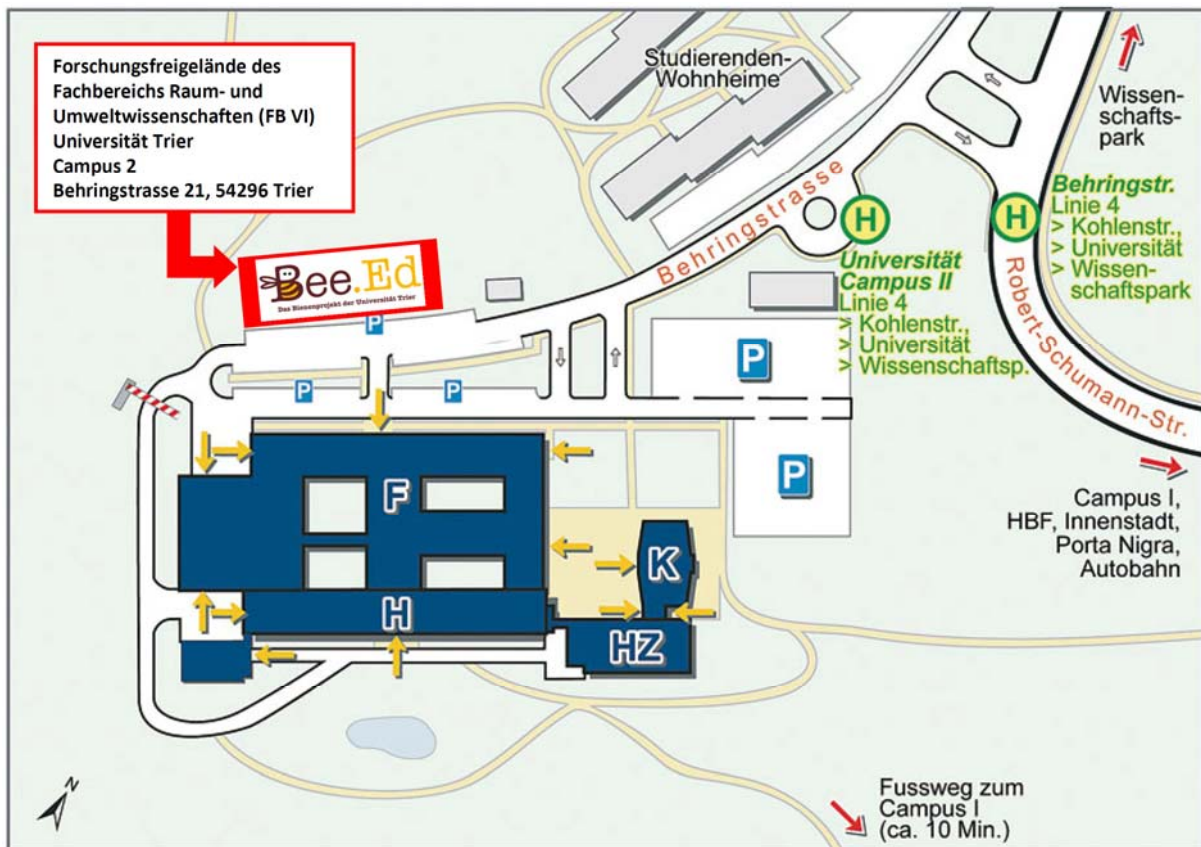 Forschungsfreigelände des
Fachbereichs Raum- und
Umweltwissenschaften (FB VI)
Universität Trier
Campus 2
Behringstrasse 21, 54296 Trier
Bee.Ed
Das Bienenprojekt der Universität Trier
Studierenden-
Wohnheime
Wissen-
schafts-
park
Behringstrasse
H
Universität
Campus II
Linie 4
> Kohlenstr.,
> Universität
> Wissenschaftsp.
H
Behringstr.
Linie 4
> Kohlenstr.,
> Universität
> Wissen-
schaftspark
Robert-Schumann-Str.
P
P
P
P
P
F
K
H
HZ
Campus I,
HBF, Innenstadt,
Porta Nigra,
Autobahn
Fussweg zum
Campus I
(ca. 10 Min.)
N